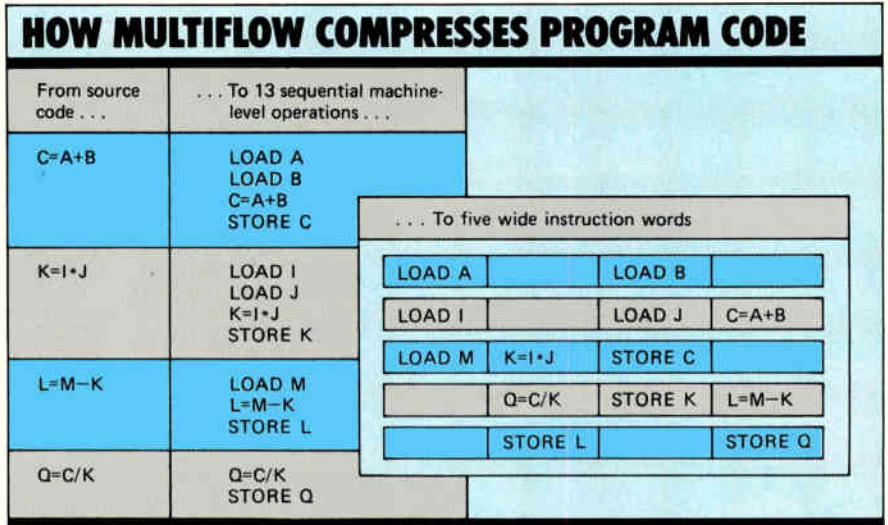 HOW MULTIFLOW COMPRESSES PROGRAM CODE
From source
code . . .
. . . To 13 sequential machine-
level operations . . .
C=A+B
LOAD A
LOAD B
C=A+B
STORE C
K=I*J
LOAD I
LOAD J
K=I*J
STORE K
L=M−K
LOAD M
L=M−K
STORE L
Q=C/K
Q=C/K
STORE Q
. . . To five wide instruction words
LOAD A LOAD B
LOAD I LOAD J C=A+B
LOAD M K=I*J STORE C
Q=C/K STORE K L=M−K
STORE L STORE Q